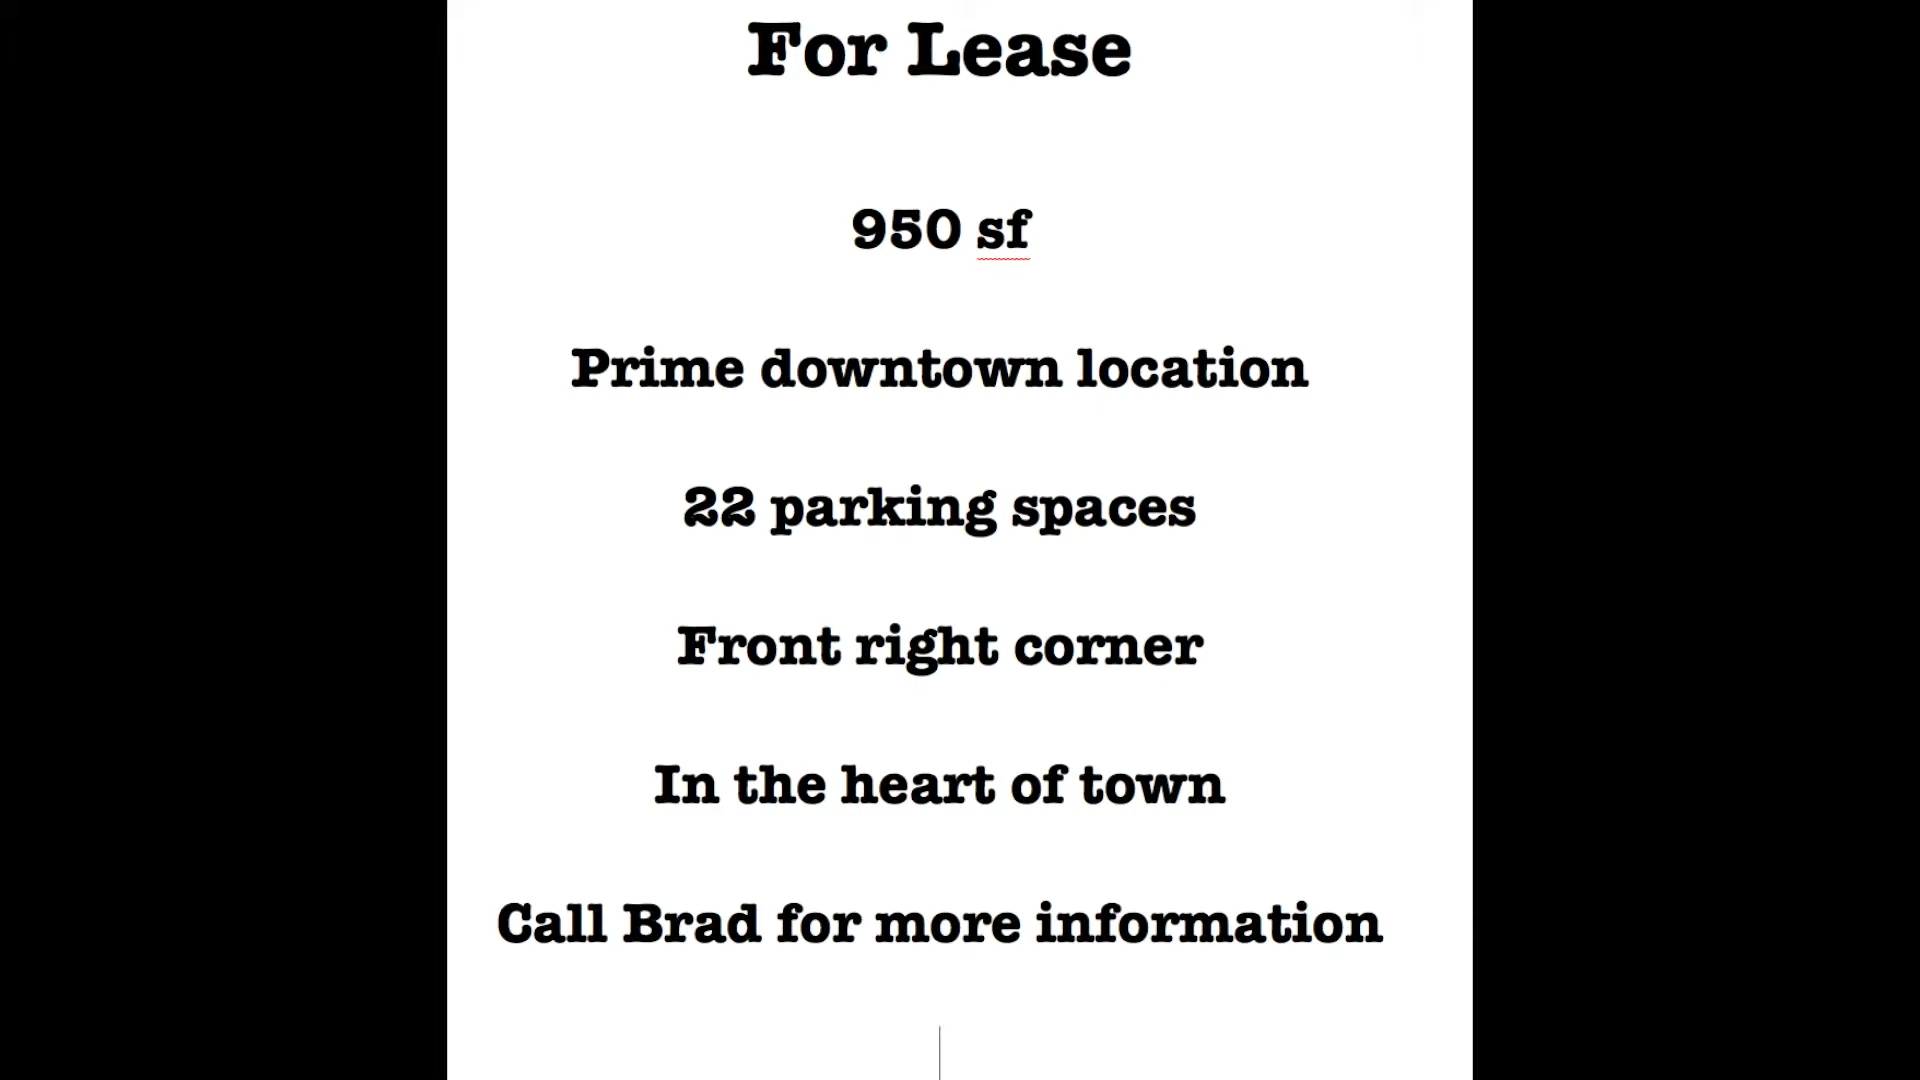 For Lease
950 sf
Prime downtown location
22 parking spaces
Front right corner
In the heart of town
Call Brad for more information